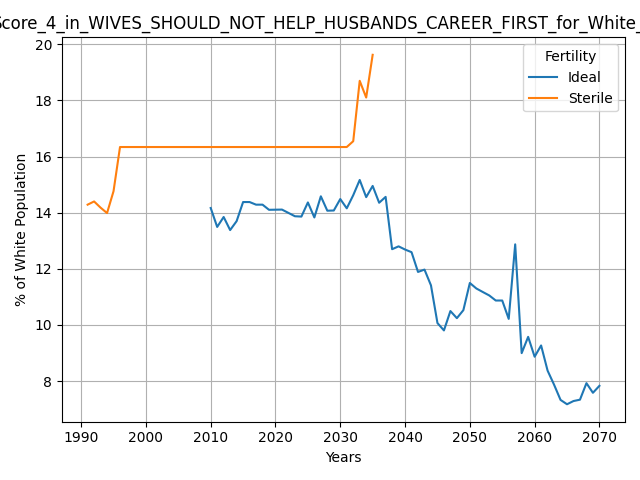 Score_4_in_WIVES_SHOULD_NOT_HELP_HUSBANDS_CAREER_FIRST_for_White_
Fertility
Ideal
Sterile
% of White Population
20
18
16
14
12
10
8
1990 2000 2010 2020 2030 2040 2050 2060 2070
Years